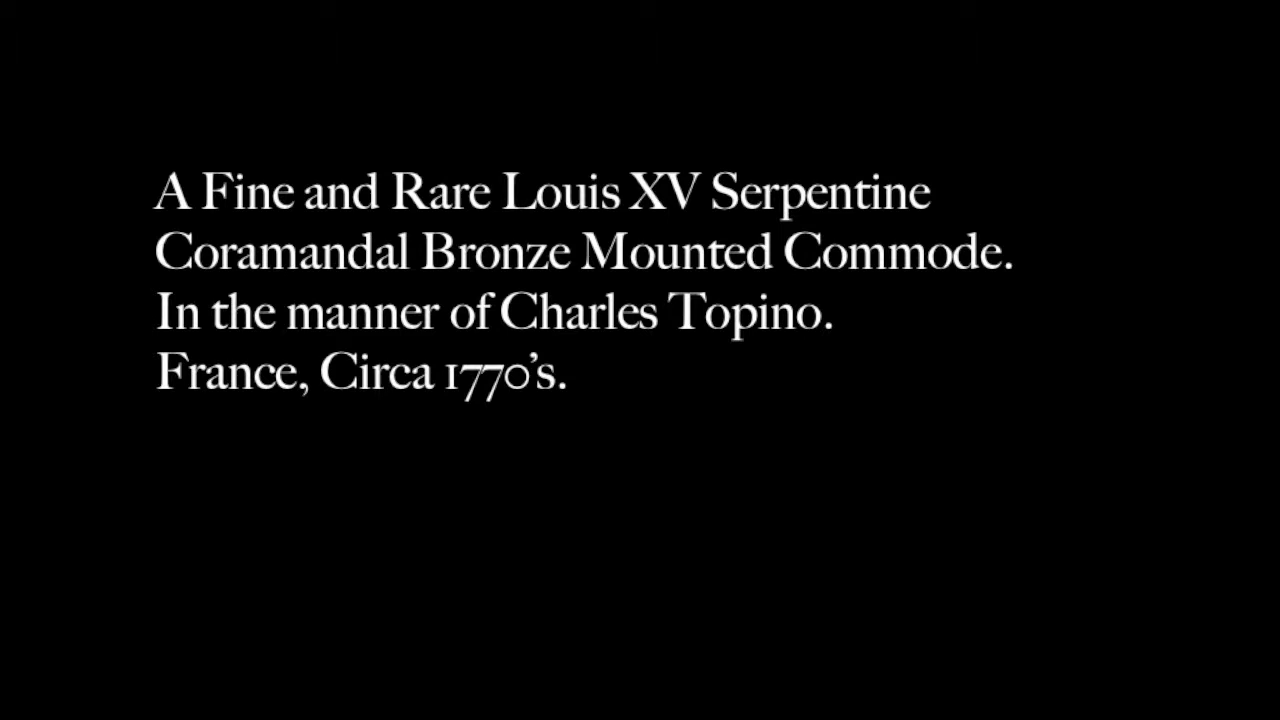 A Fine and Rare Louis XV Serpentine
Coramandal Bronze Mounted Commode.
In the manner of Charles Topino.
France, Circa 1770’s.